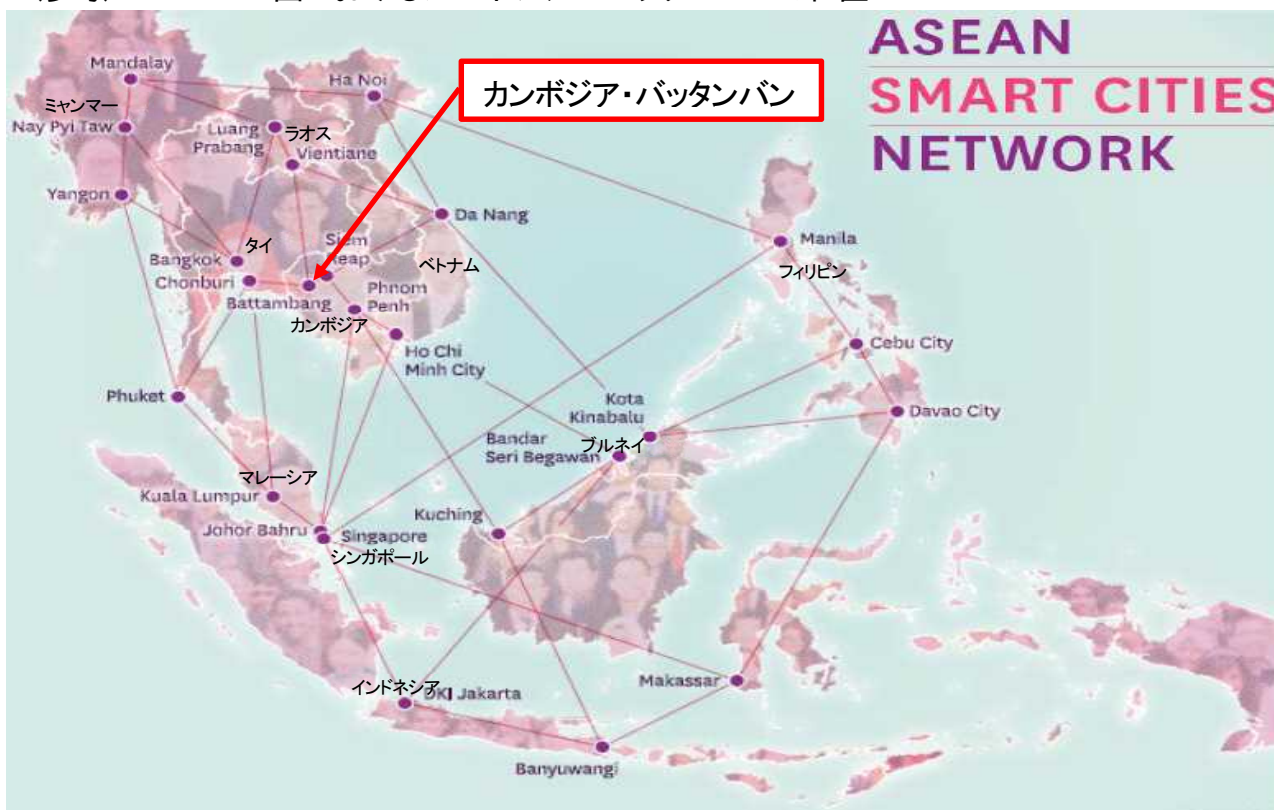 ASEAN
SMART CITIES
NETWORK
カンボジア・バッタンバン
Mandalay
Ha Noi
ミャンマー
Nay Pyi Taw
Luang
Prabang
ラオス
Vientiane
Yangon
Da Nang
Manila
フィリピン
タイ
Bangkok
Siem
Reap
ベトナム
Chonburi
Battambang
Phnom
Penh
カンボジア
Ho Chi
Minh City
Cebu City
Phuket
Kota
Kinabalu
Davao City
Bandar
Seri Begawan
ブルネイ
マレーシア
Kuala Lumpur
Kuching
Johor Bahru
Singapore
シンガポール
インドネシア
DKI Jakarta
Makassar
Banyuwangi